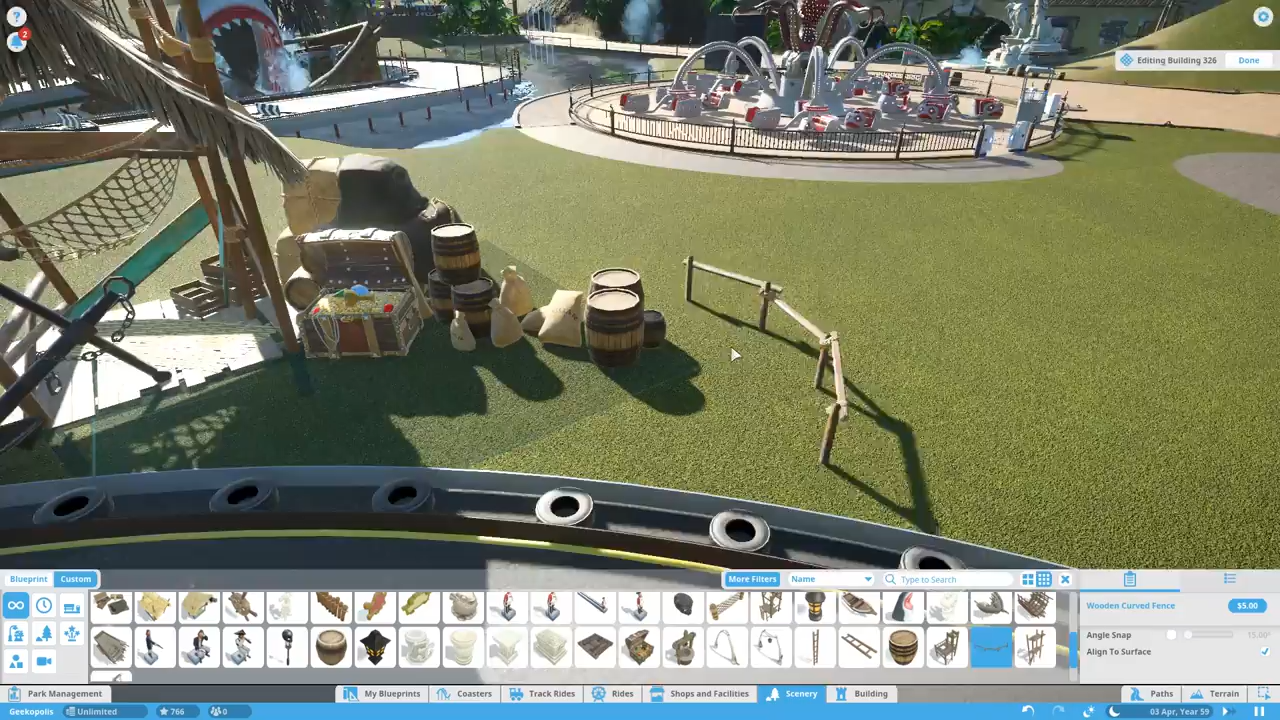 2
Editing Building 326
Done
Blueprint
Custom
More Filters
Name
Type to Search
Wooden Curved Fence
$5.00
Angle Snap
15.00°
Align To Surface
Park Management
My Blueprints
Coasters
Track Rides
Rides
Shops and Facilities
Scenery
Building
Paths
Terrain
Geekopolis
Unlimited
766
0
03 Apr, Year 59